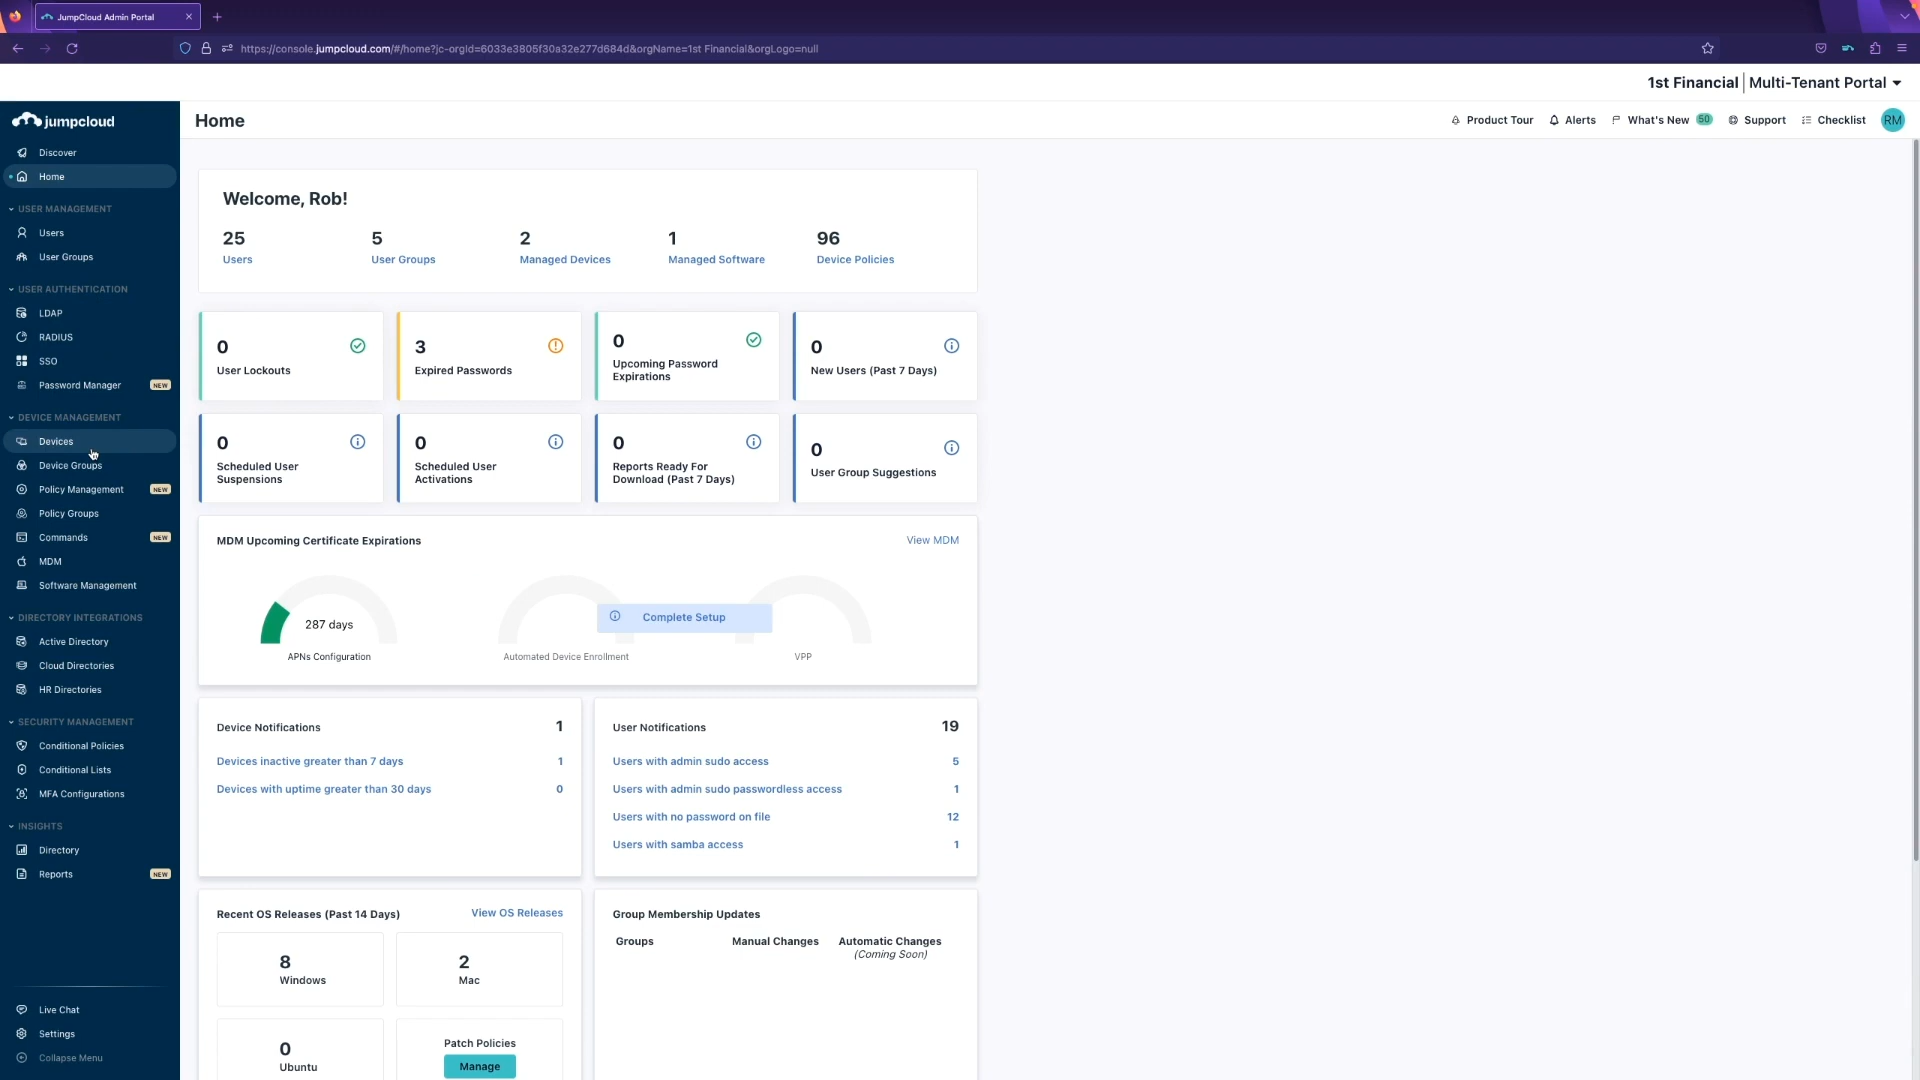 JumpCloud Admin Portal
https://console.jumpcloud.com/#/home?jc-orgId=6033e3805f30a32e277d684d&orgName=1st Financial&orgLogo=null
1st Financial | Multi-Tenant Portal
jumpcloud
Home
Product Tour
Alerts
What's New 50
Support
Checklist
RM
Discover
Home
USER MANAGEMENT
Users
User Groups
USER AUTHENTICATION
LDAP
RADIUS
SSO
Password Manager NEW
DEVICE MANAGEMENT
Devices
Device Groups
Policy Management NEW
Policy Groups
Commands NEW
MDM
Software Management
DIRECTORY INTEGRATIONS
Active Directory
Cloud Directories
HR Directories
SECURITY MANAGEMENT
Conditional Policies
Conditional Lists
MFA Configurations
INSIGHTS
Directory
Reports NEW
Live Chat
Settings
Collapse Menu
Welcome, Rob!
25
Users
5
User Groups
2
Managed Devices
1
Managed Software
96
Device Policies
0
User Lockouts
3
Expired Passwords
0
Upcoming Password
Expirations
0
New Users (Past 7 Days)
0
Scheduled User
Suspensions
0
Scheduled User
Activations
0
Reports Ready For
Download (Past 7 Days)
0
User Group Suggestions
MDM Upcoming Certificate Expirations
View MDM
287 days
APNs Configuration
Complete Setup
Automated Device Enrollment
VPP
Device Notifications 1
Devices inactive greater than 7 days 1
Devices with uptime greater than 30 days 0
User Notifications 19
Users with admin sudo access 5
Users with admin sudo passwordless access 1
Users with no password on file 12
Users with samba access 1
Recent OS Releases (Past 14 Days)
View OS Releases
8
Windows
2
Mac
0
Ubuntu
Patch Policies
Manage
Group Membership Updates
Groups
Manual Changes
Automatic Changes
(Coming Soon)